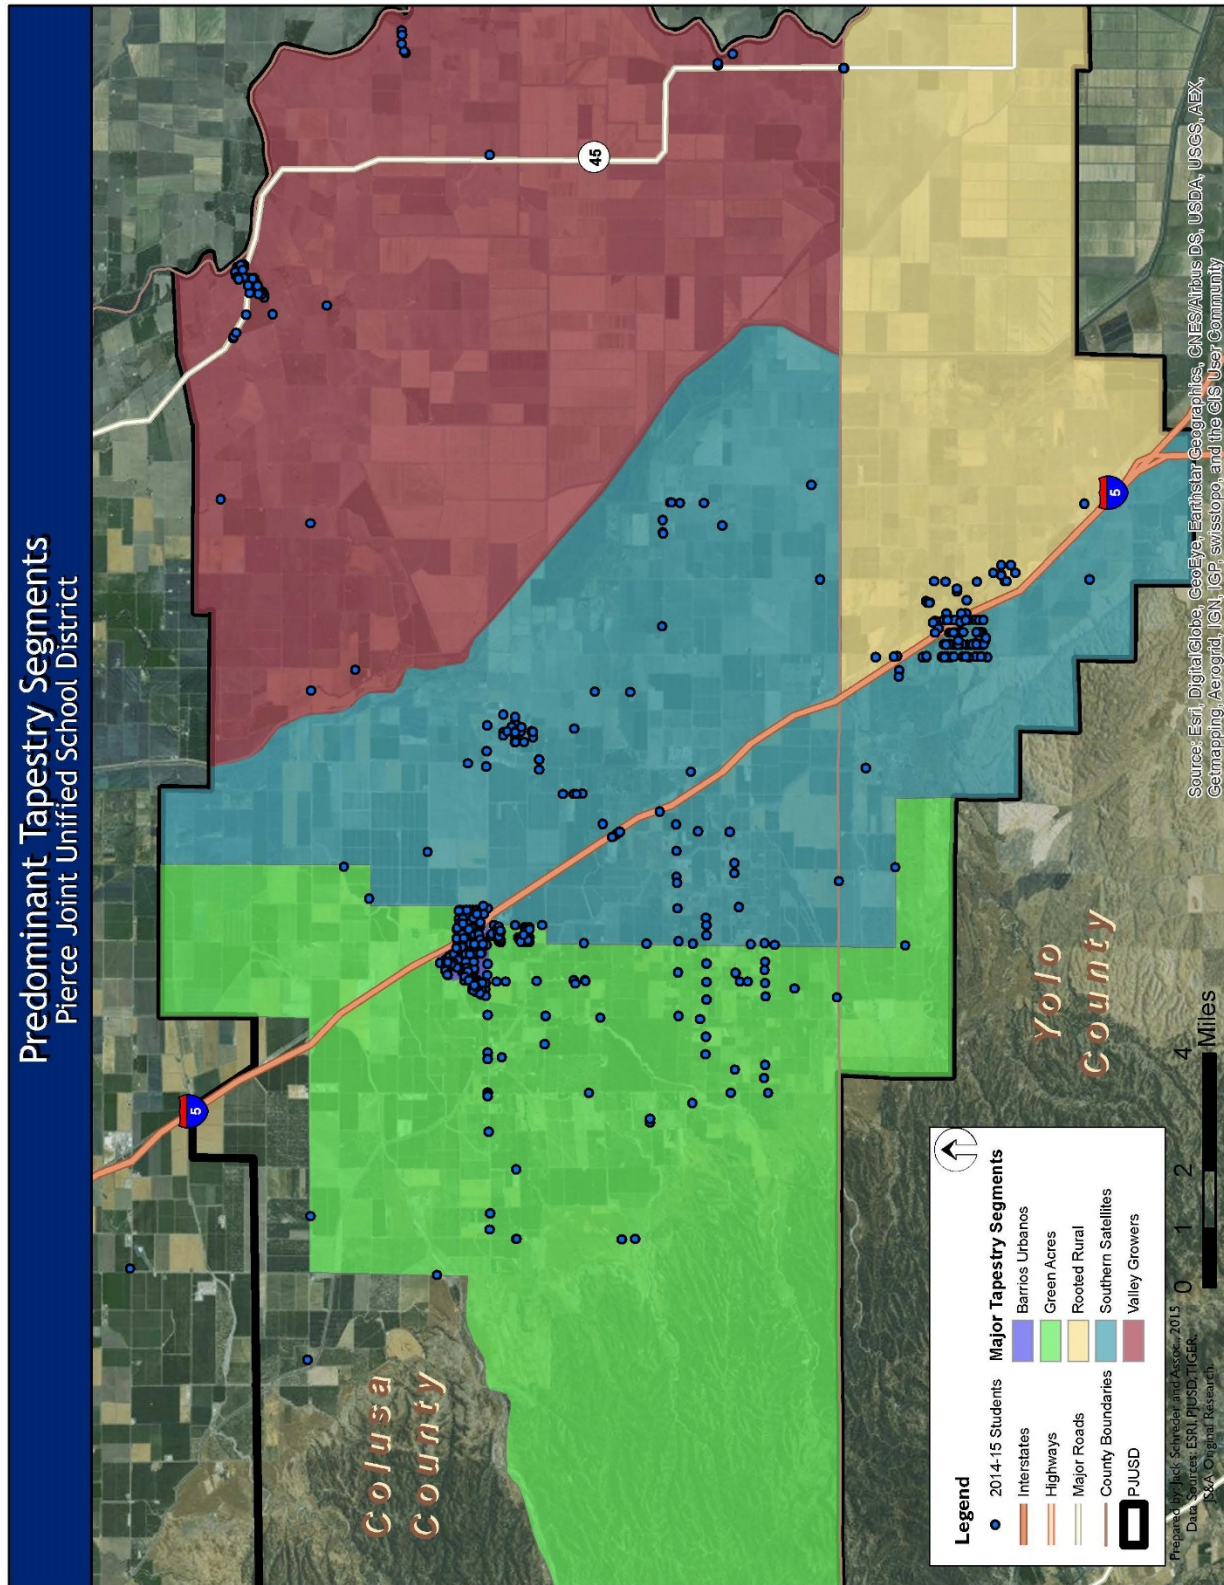 Predominant Tapestry Segments
Pierce Joint Unified School District
5
45
5
Colusa
County
Yolo
County
Legend
2014-15 Students
Interstates
Highways
Major Roads
County Boundaries
PJUSD
Major Tapestry Segments
Barrios Urbanos
Green Acres
Rooted Rural
Southern Satellites
Valley Growers
Prepared by Jack Schreder and Assoc., 2015
Data Sources: ESRI, PJUSD, TIGER,
JS&A Original Research.
0 1 2 4
Miles
Source: Esri, DigitalGlobe, GeoEye, Earthstar Geographics, CNES/Airbus DS, USDA, USGS, AEX,
Getmapping, Aerogrid, IGN, IGP, swisstopo, and the GIS User Community